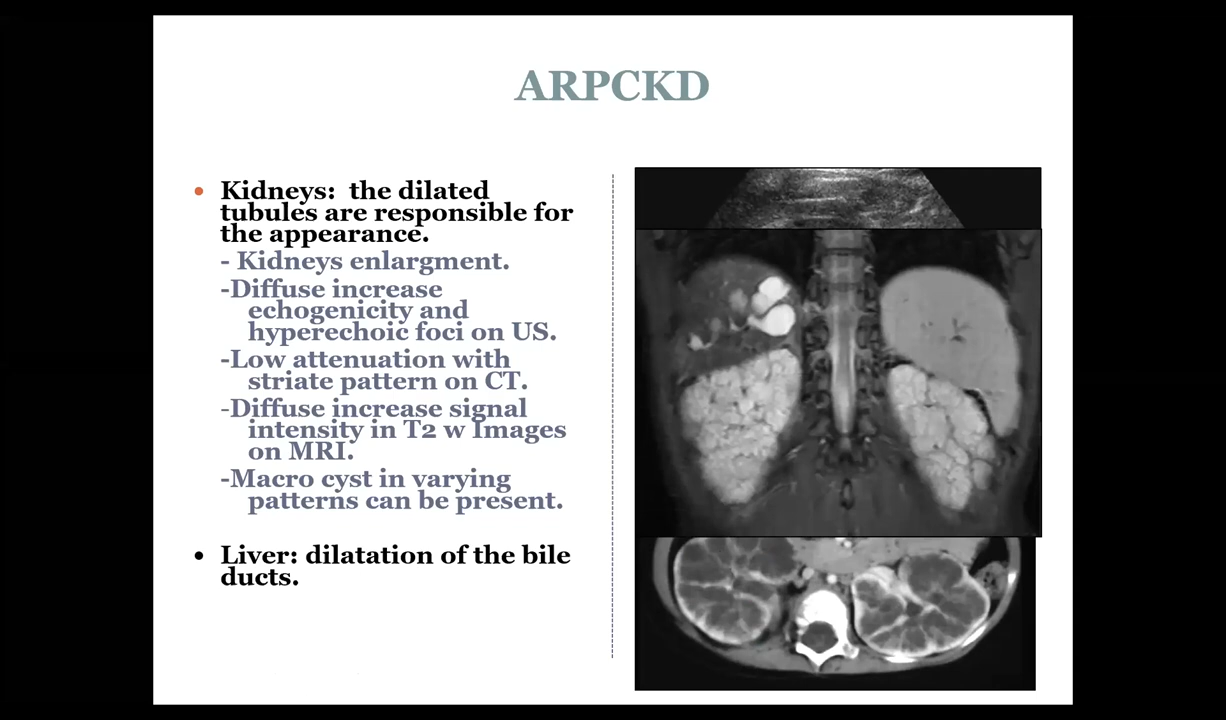 ARPCKD
• Kidneys: the dilated
tubules are responsible for
the appearance.
- Kidneys enlargment.
-Diffuse increase
echogenicity and
hyperechoic foci on US.
-Low attenuation with
striate pattern on CT.
-Diffuse increase signal
intensity in T2 w Images
on MRI.
-Macro cyst in varying
patterns can be present.
• Liver: dilatation of the bile
ducts.